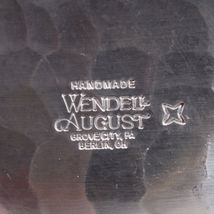 HANDMADE
WENDELL
AUGUST
GROVE CITY, PA
BERLIN, OH